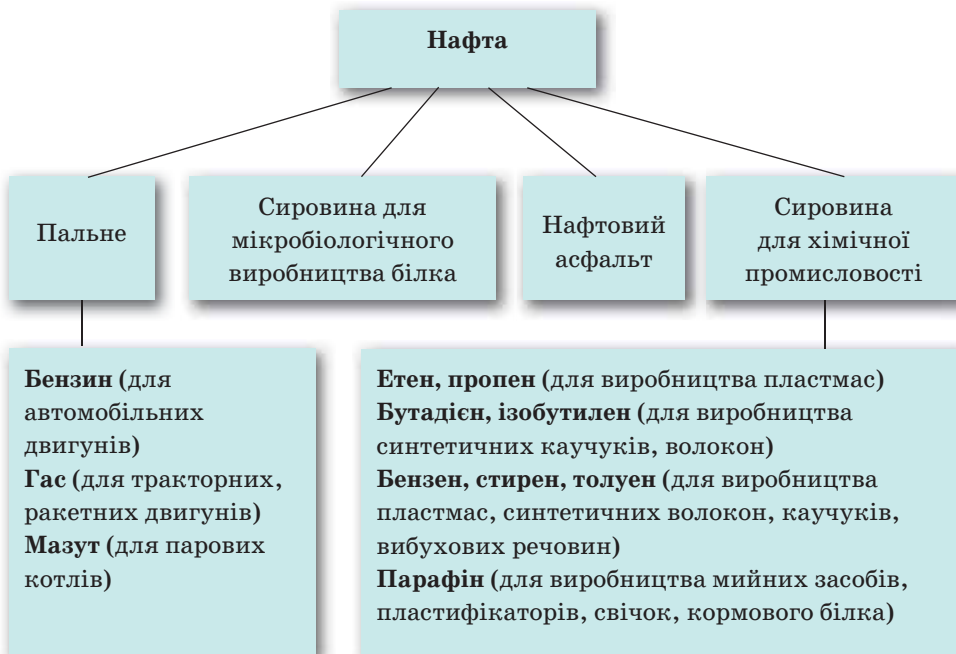 Нафта
Пальне
Сировина для
мікробіологічного
виробництва білка
Нафтовий
асфальт
Сировина
для хімічної
промисловості
Бензин (для
автомобільних
двигунів)
Гас (для тракторних,
ракетних двигунів)
Мазут (для парових
котлів)
Етен, пропен (для виробництва пластмас)
Бутадієн, ізобутилен (для виробництва
синтетичних каучуків, волокон)
Бензен, стирен, толуен (для виробництва
пластмас, синтетичних волокон, каучуків,
вибухових речовин)
Парафін (для виробництва мийних засобів,
пластифікаторів, свічок, кормового білка)